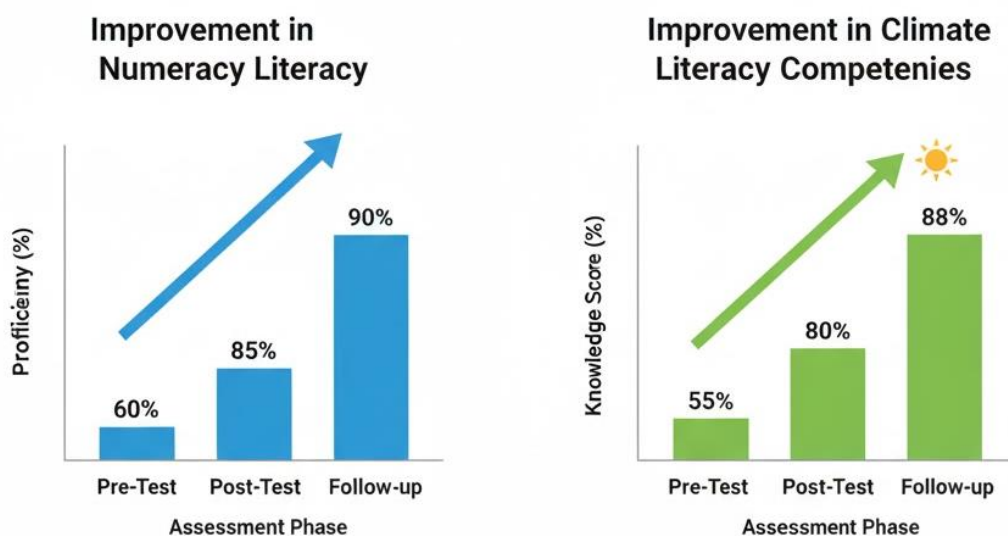 Improvement in
Numeracy Literacy
Profiícieıny (%)
90%
85%
60%
Pre-Test Post-Test Follow-up
Assessment Phase
Improvement in Climate
Literacy Competenies
Knowledge Score (%)
88%
80%
55%
Pre-Test Post-Test Follow-up
Assessment Phase